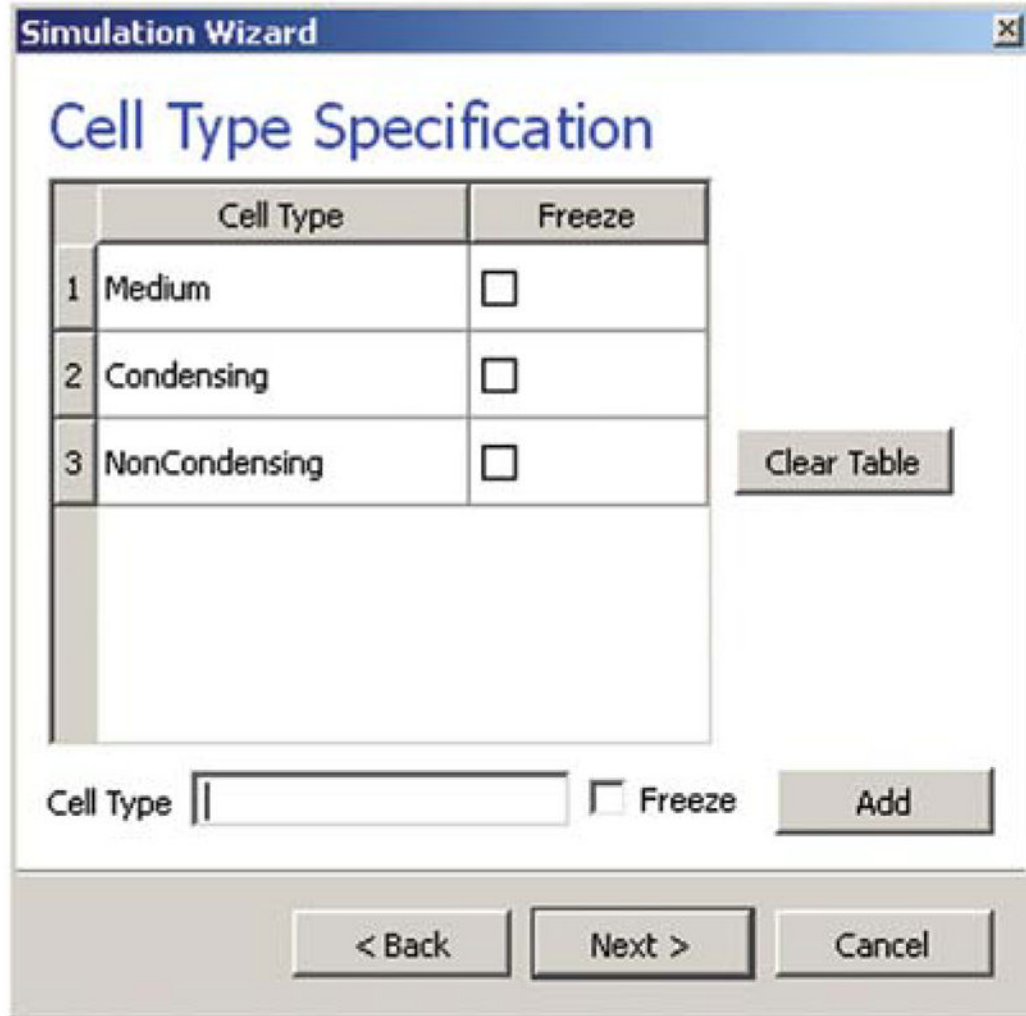 Simulation Wizard
Cell Type Specification
Cell Type Freeze
1 Medium
2 Condensing
3 NonCondensing
Clear Table
Cell Type Freeze Add
< Back Next > Cancel